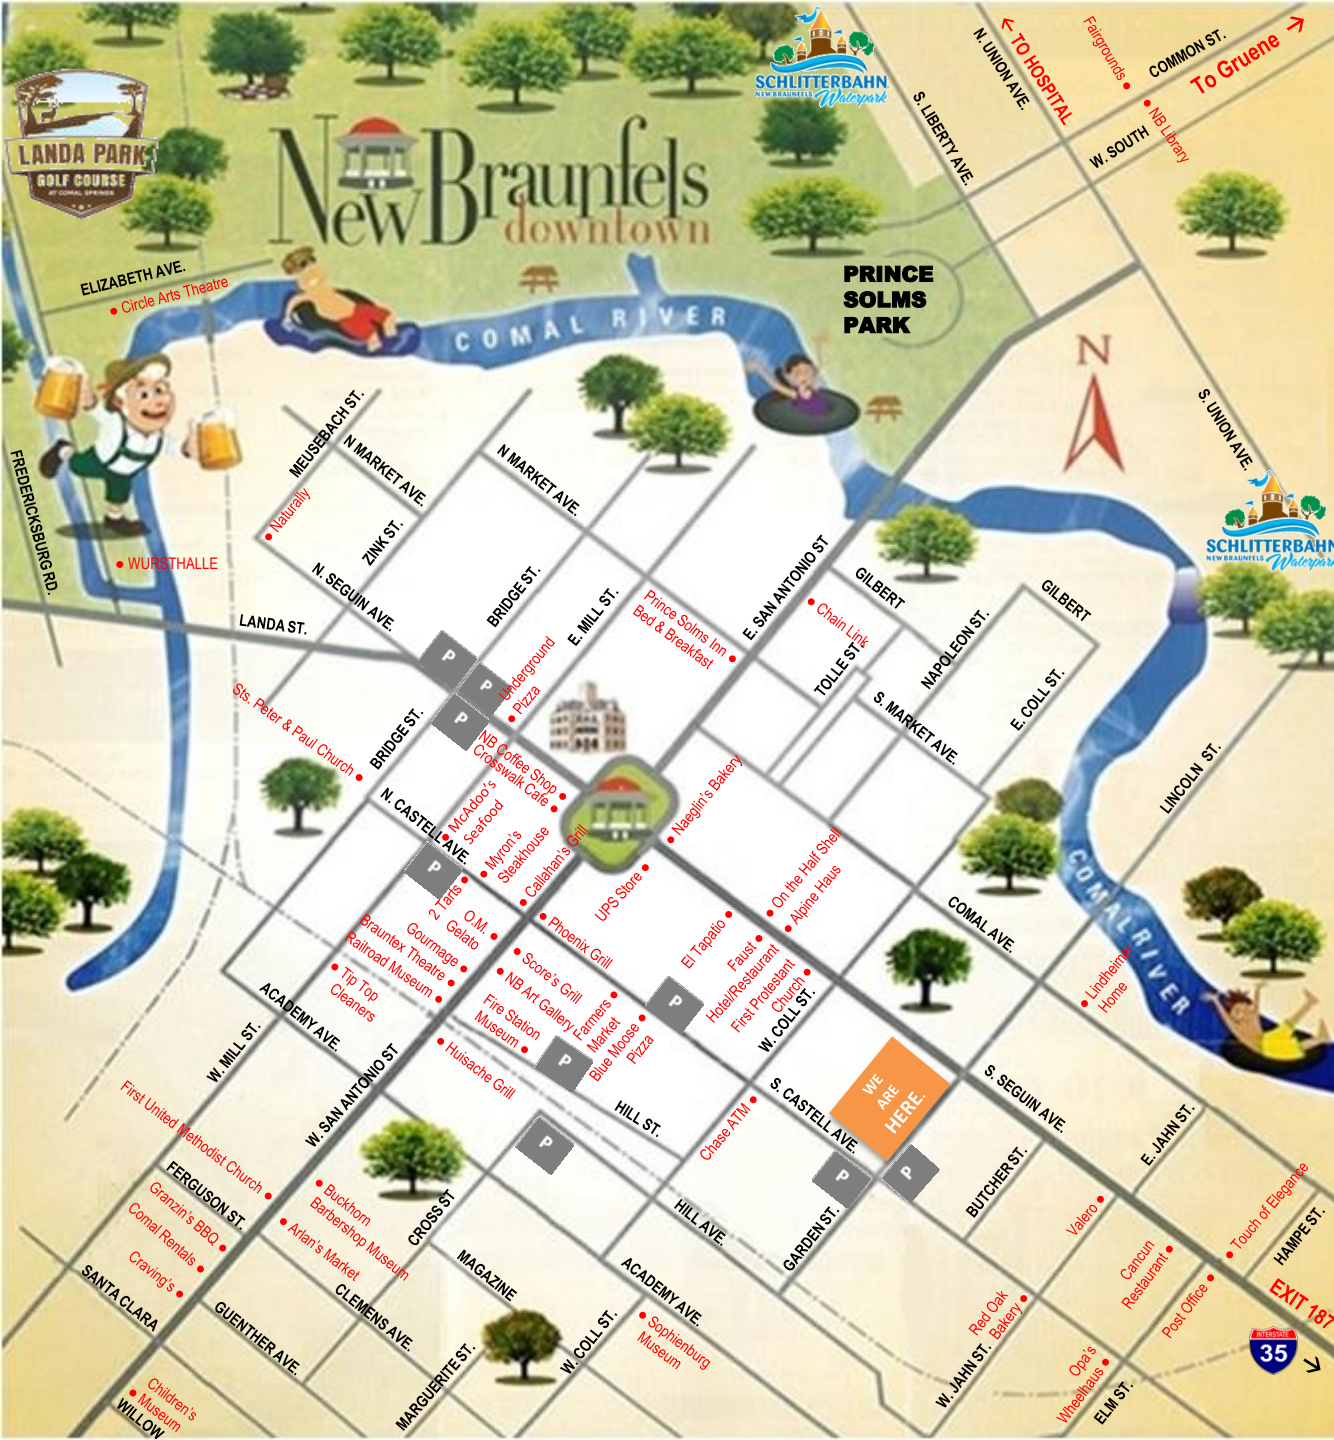 SCHLITTERBAHN
NEW BRAUNFELS Waterpark
N. UNION AVE.
← TO HOSPITAL
Fairgrounds
COMMON ST.
To Gruene →
NB Library
W. SOUTH
S. LIBERTY AVE.
LANDA PARK
GOLF COURSE
AT COMAL SPRINGS
New Braunfels
downtown
ELIZABETH AVE.
Circle Arts Theatre
COMAL RIVER
PRINCE
SOLMS
PARK
N
S. UNION AVE.
SCHLITTERBAHN
NEW BRAUNFELS Waterpark
FREDERICKSBURG RD.
WURSTHALLE
MEUSEBACH ST.
N MARKET AVE.
N MARKET AVE.
Naturally
ZINK ST.
N. SEGUIN AVE.
BRIDGE ST.
E. MILL ST.
LANDA ST.
Prince Solms Inn
Bed & Breakfast
E. SAN ANTONIO ST
GILBERT
GILBERT
Chain Link
TOLLE ST.
NAPOLEON ST.
E. COLL ST.
S. MARKET AVE.
LINCOLN ST.
P
P
P
Underground
Pizza
Sts. Peter & Paul Church
BRIDGE ST.
NB Coffee Shop
Crosswalk Cafe
N. CASTELL AVE.
McAdoo's
Seafood
Myron's
Steakhouse
Callahan's Grill
Naeglin's Bakery
UPS Store
P
2 Tarts
O.M.
Gelato
Gourmage
Brauntex Theatre
Railroad Museum
Tip Top
Cleaners
Phoenix Grill
Score's Grill
NB Art Gallery
Farmers
Market
Fire Station
Museum
Blue Moose
Pizza
Huisache Grill
P
P
P
El Tapatio
On the Half Shell
Alpine Haus
Faust
Hotel/Restaurant
First Protestant
Church
W. COLL ST.
COMAL AVE.
COMAL RIVER
Lindheimer
Home
ACADEMY AVE.
W. MILL ST.
W. SAN ANTONIO ST
HILL ST.
WE
ARE
HERE.
S. CASTELL AVE.
Chase ATM
P
P
S. SEGUIN AVE.
BUTCHER ST.
E. JAHN ST.
First United Methodist Church
FERGUSON ST.
Granzin's BBQ
Comal Rentals
Craving's
SANTA CLARA
Buckhorn
Barbershop Museum
Arlan's Market
CROSS ST
GUENTHER AVE.
CLEMENS AVE.
MAGAZINE
MARGUERITE ST.
W. COLL ST.
HILL AVE.
ACADEMY AVE.
Sophienburg
Museum
GARDEN ST.
Valero
Cancun
Restaurant
Post Office
Touch of Elegance
HAMPE ST.
EXIT 187
INTERSTATE
35
Red Oak
Bakery
W. JAHN ST.
Opa's
Wheelhaus
ELM ST.
Children's
Museum
WILLOW